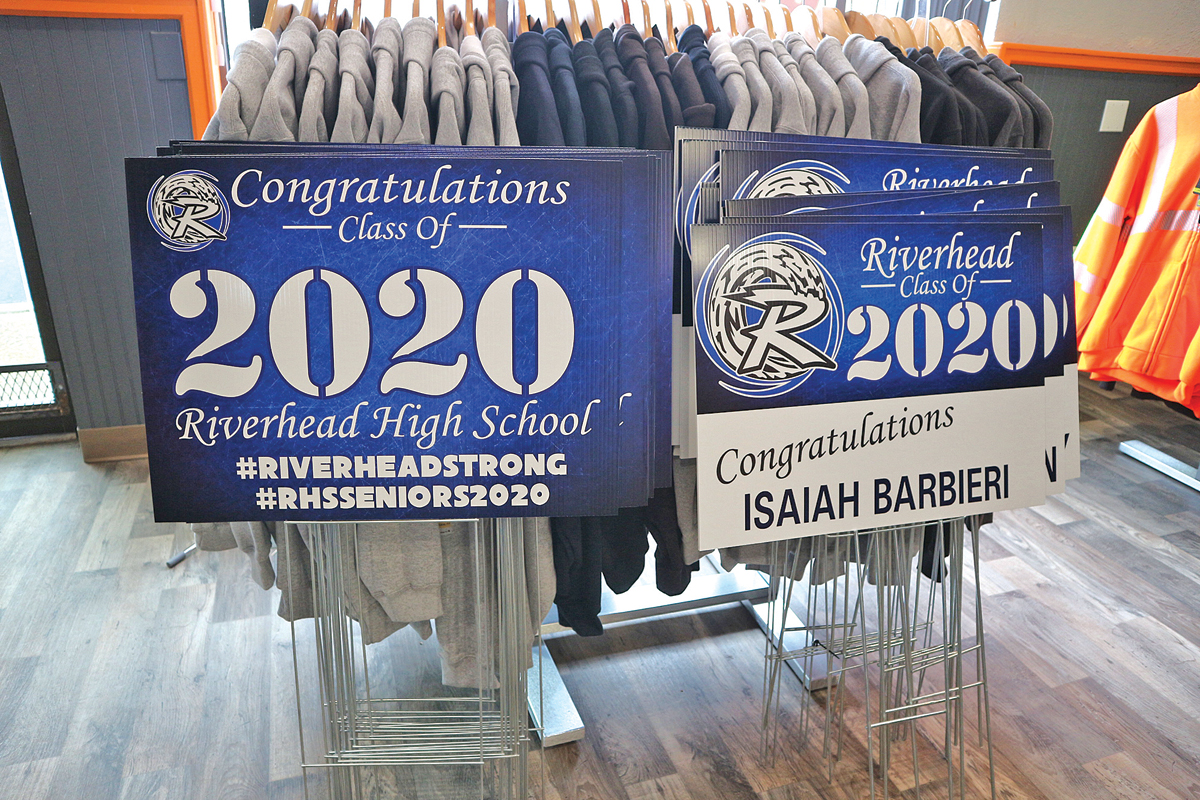 Congratulations
Class Of
2020
Riverhead High School
#RIVERHEADSTRONG
#RHSSENIORS2020
R
Riverhead
Riverhead
Class Of
2020
R
Congratulations
ISAIAH BARBIERI
N